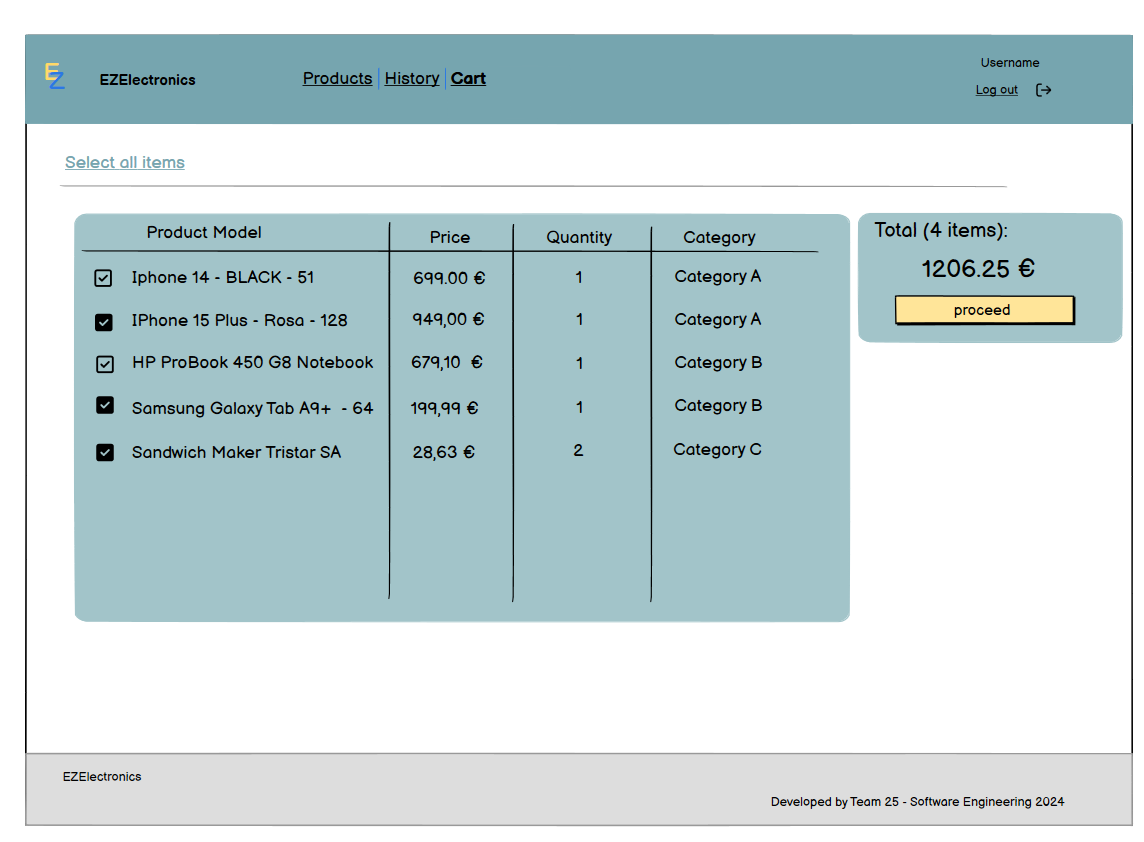 EZ
EZElectronics
Products History Cart
Username
Log out
Select all items
Product Model Price Quantity Category
Iphone 14 - BLACK - 51 699.00 € 1 Category A
IPhone 15 Plus - Rosa - 128 949,00 € 1 Category A
HP ProBook 450 G8 Notebook 679,10 € 1 Category B
Samsung Galaxy Tab A9+ - 64 199,99 € 1 Category B
Sandwich Maker Tristar SA 28,63 € 2 Category C
Total (4 items):
1206.25 €
proceed
EZElectronics
Developed by Team 25 - Software Engineering 2024